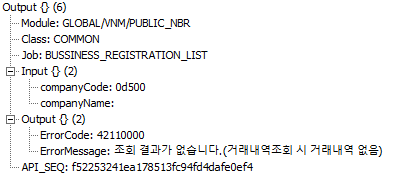 Output {} (6)
Module: GLOBAL/VNM/PUBLIC_NBR
Class: COMMON
Job: BUSSINESS_REGISTRATION_LIST
Input {} (2)
companyCode: 0d500
companyName:
Output {} (2)
ErrorCode: 42110000
ErrorMessage: 조회 결과가 없습니다.(거래내역조회 시 거래내역 없음)
API_SEQ: f52253241ea178513fc94fd4dafe0ef4